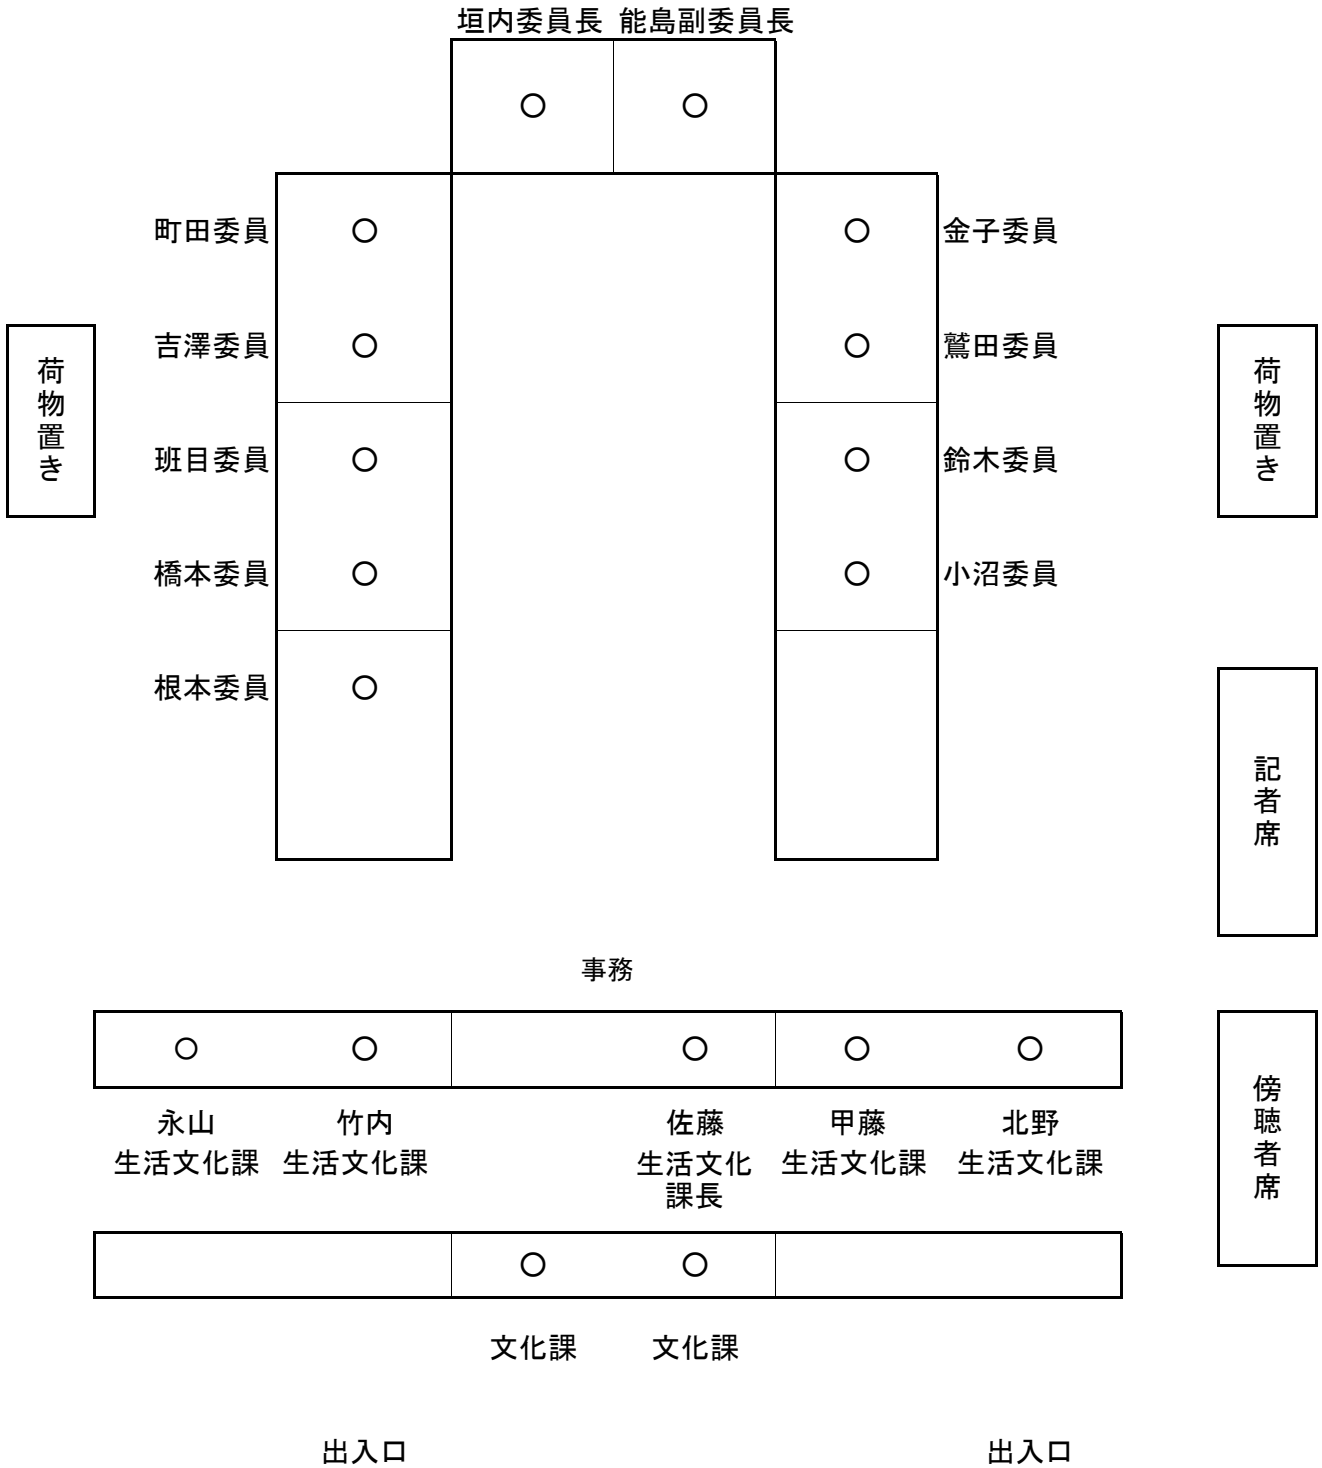 垣内委員長 能島副委員長
○ ○
町田委員 ○ ○ 金子委員
吉澤委員 ○ ○ 鷲田委員
荷物置き
荷物置き
班目委員 ○ ○ 鈴木委員
橋本委員 ○ ○ 小沼委員
根本委員 ○
記者席
事務
○ ○ ○ ○ ○
永山 竹内 佐藤 甲藤 北野
生活文化課 生活文化課 生活文化 生活文化課 生活文化課
課長
傍聴者席
○ ○
文化課 文化課
出入口 出入口